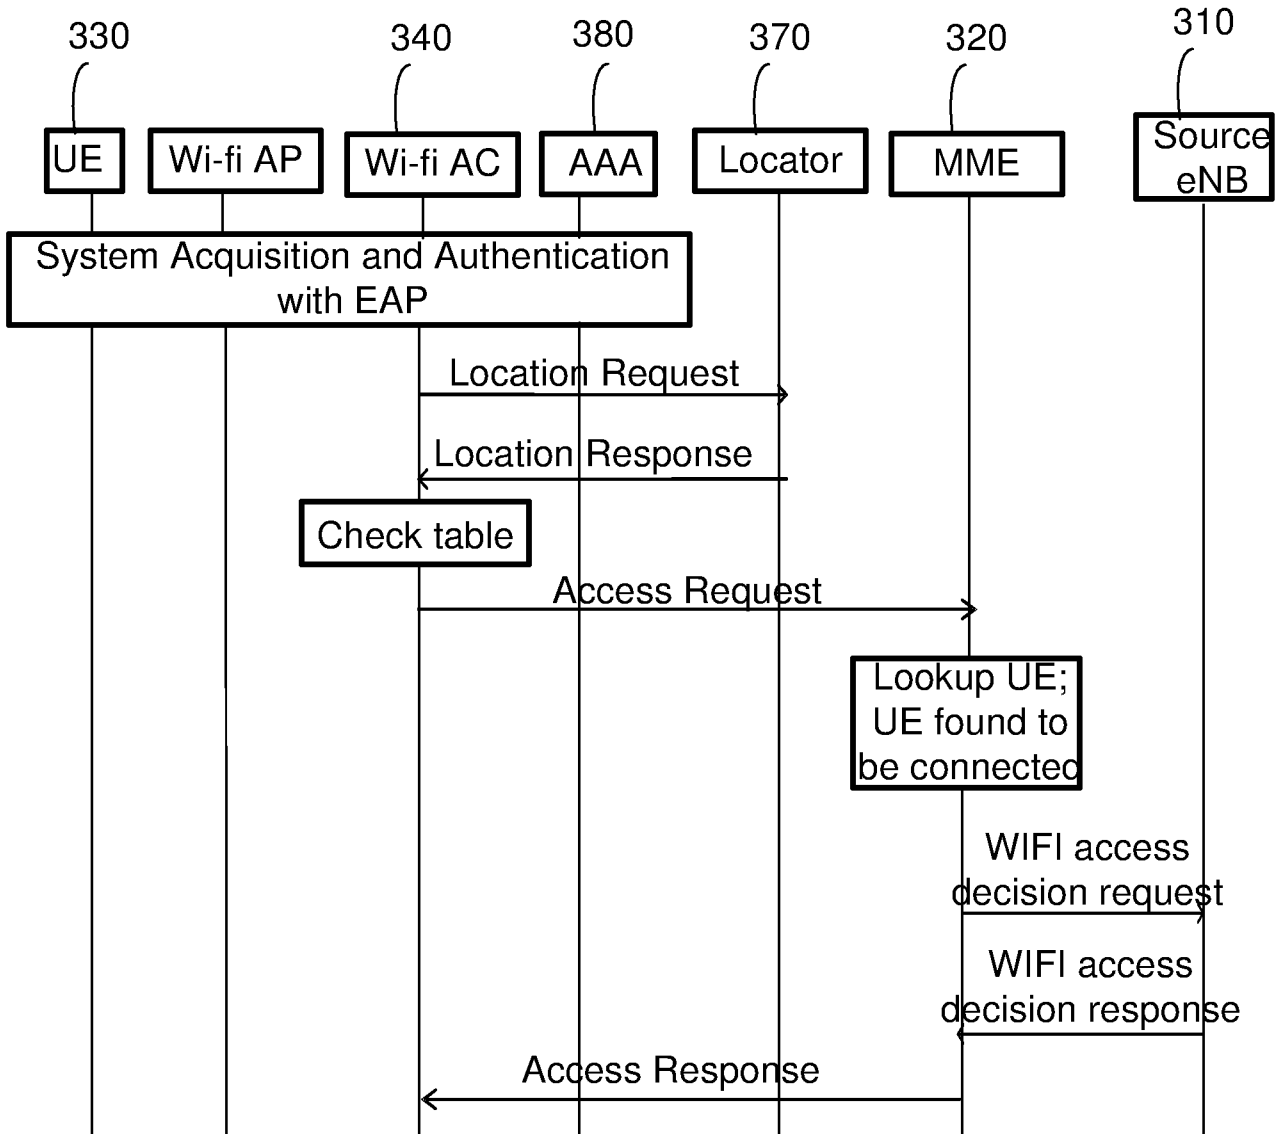 330
340
380
370
320
310
UE
Wi-fi AP
Wi-fi AC
AAA
Locator
MME
Source
eNB
System Acquisition and Authentication
with EAP
Location Request
Location Response
Check table
Access Request
Lookup UE;
UE found to
be connected
WIFI access
decision request
WIFI access
decision response
Access Response